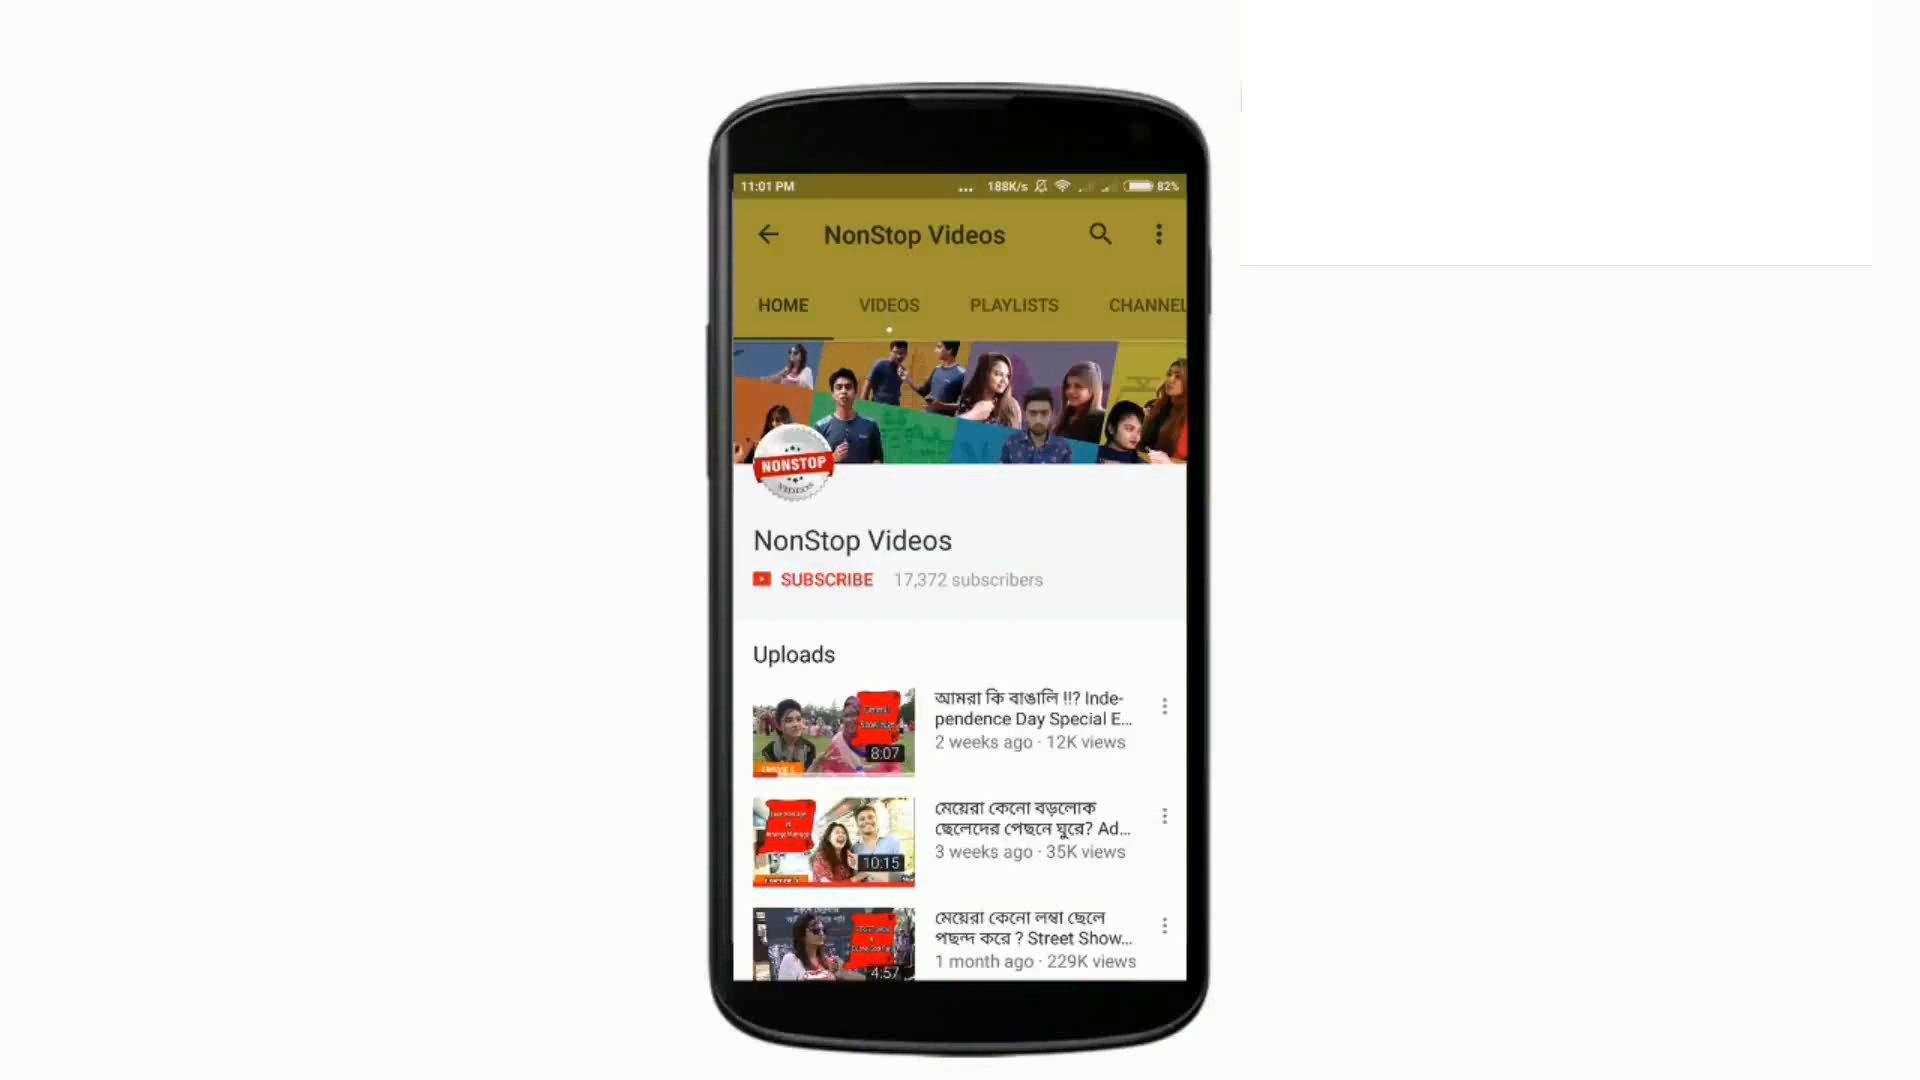 11:01 PM
... 188K/s 82%
NonStop Videos
HOME VIDEOS PLAYLISTS CHANNEL
NONSTOP
VIDEOS
NonStop Videos
SUBSCRIBE 17,372 subscribers
Uploads
আমরা কি বাঙালি !!? Inde-
pendence Day Special E...
2 weeks ago · 12K views
8:07
মেয়েরা কেনো বড়লোক
ছেলেদের পেছনে ঘুরে? Ad...
3 weeks ago · 35K views
10:15
মেয়েরা কেনো লম্বা ছেলে
পছন্দ করে ? Street Show...
1 month ago · 229K views
4:57